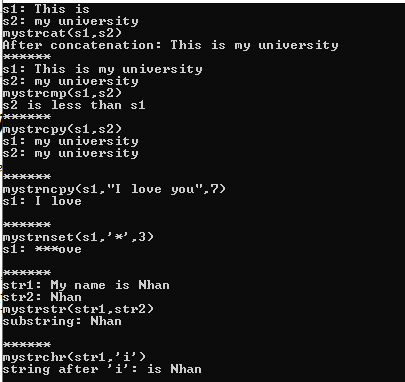 s1: This is
s2: my university
mystrcat(s1,s2)
After concatenation: This is my university
******
s1: This is my university
s2: my university
mystrcmp(s1,s2)
s2 is less than s1
******
mystrcpy(s1,s2)
s1: my university
s2: my university
******
mystrncpy(s1,"I love you",7)
s1: I love
******
mystrnset(s1,'*',3)
s1: ***ove
******
str1: My name is Nhan
str2: Nhan
mystrstr(str1,str2)
substring: Nhan
******
mystrchr(str1,'i')
string after 'i': is Nhan